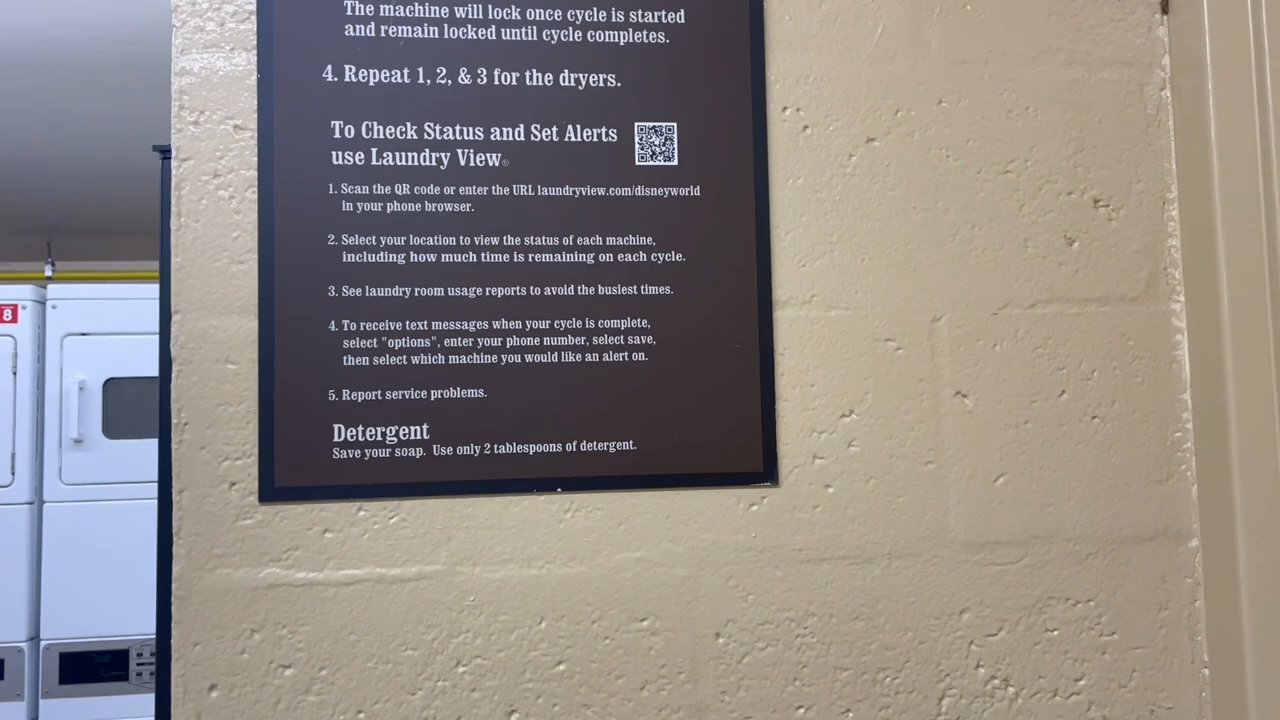 The machine will lock once cycle is started
and remain locked until cycle completes.
4. Repeat 1, 2, & 3 for the dryers.
To Check Status and Set Alerts
use Laundry View®
1. Scan the QR code or enter the URL laundryview.com/disneyworld
in your phone browser.
2. Select your location to view the status of each machine,
including how much time is remaining on each cycle.
3. See laundry room usage reports to avoid the busiest times.
4. To receive text messages when your cycle is complete,
select "options", enter your phone number, select save,
then select which machine you would like an alert on.
5. Report service problems.
Detergent
Save your soap. Use only 2 tablespoons of detergent.
8